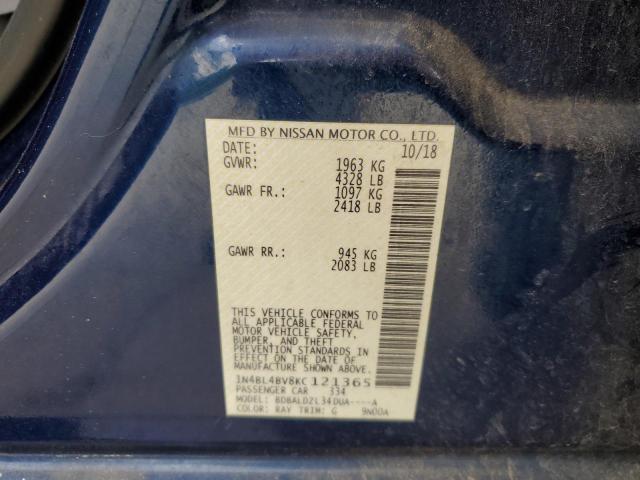 MFD BY NISSAN MOTOR CO., LTD.
DATE: 10/18
GVWR: 1963 KG
4328 LB
GAWR FR.: 1097 KG
2418 LB
GAWR RR.: 945 KG
2083 LB
THIS VEHICLE CONFORMS TO
ALL APPLICABLE FEDERAL
MOTOR VEHICLE SAFETY,
BUMPER, AND THEFT
PREVENTION STANDARDS IN
EFFECT ON THE DATE OF
MANUFACTURE SHOWN ABOVE.
1N4BL4BV8KC121365
PASSENGER CAR 334
MODEL: BDBALDZL34DUA----A
COLOR: RAY TRIM: G 9N00A